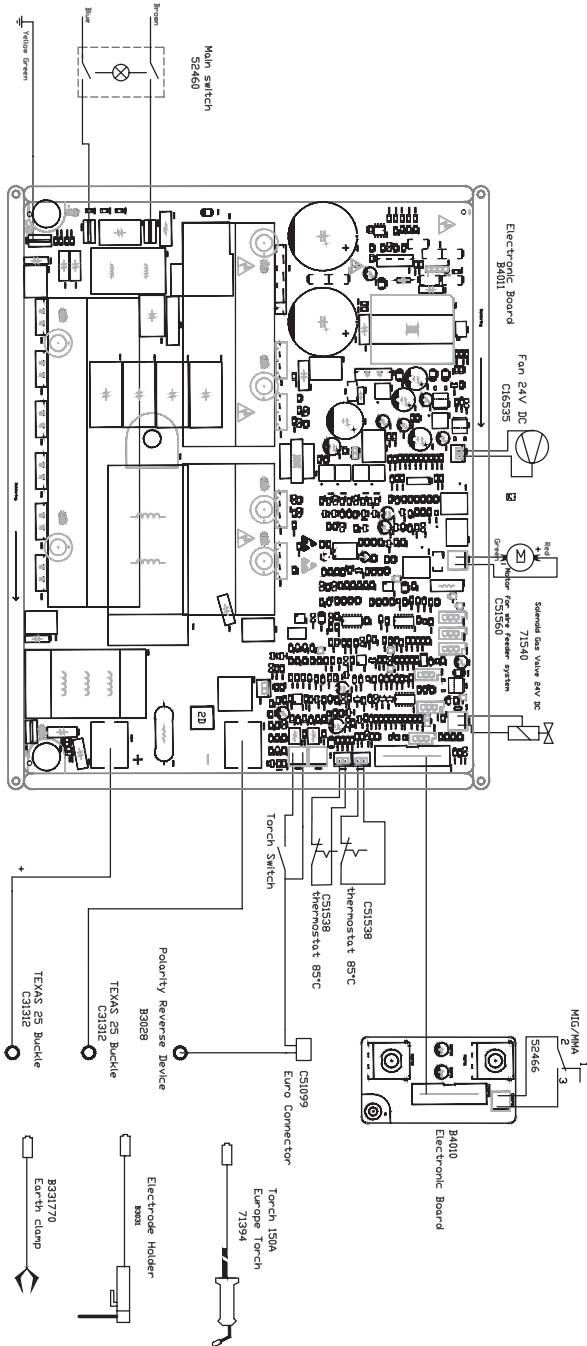 Brown
Blue
Yellow Green
Main switch
52460
Electronic Board
B4011
Fan 24V DC
C16535
Red
+
M
Green
Motor for wire feeder system
C51560
Solenoid Gas Valve 24V DC
71540
+
-
2D
Torch Switch
C51538
thermostat 85°C
C51538
thermostat 85°C
MIG/MMA
1
2
3
52466
B4010
Electronic Board
+
TEXAS 25 Buckle
C31312
TEXAS 25 Buckle
C31312
Polarity Reverse Device
B3028
C51099
Euro Connector
Torch 150A
Europe Torch
71394
Electrode Holder
B3031
B331770
Earth clamp